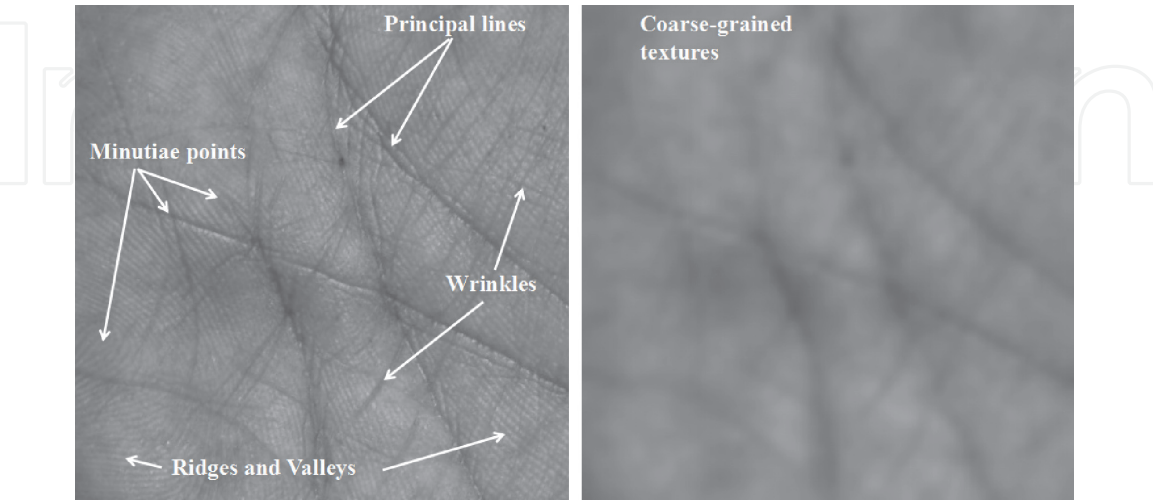 Principal lines
Minutiae points
Wrinkles
Ridges and Valleys
Coarse-grained
textures